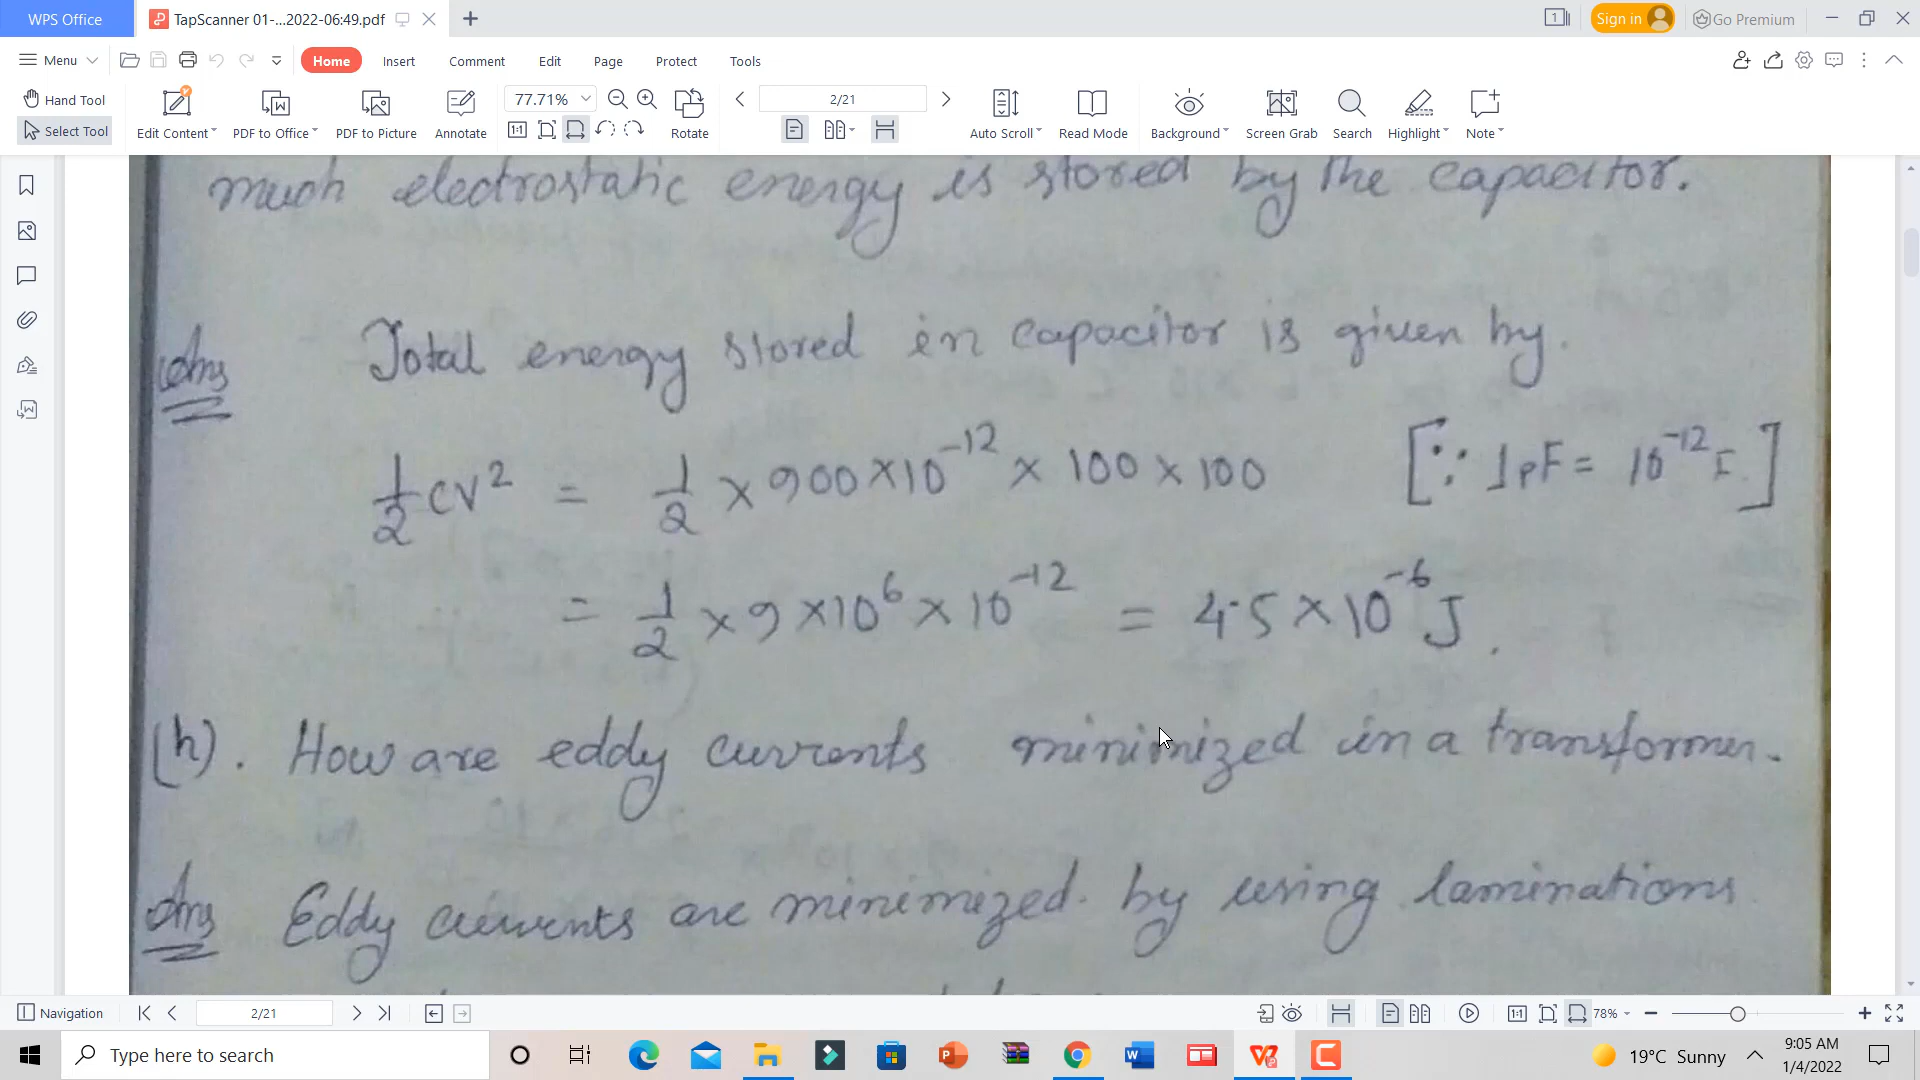 WPS Office
TapScanner 01-...2022-06:49.pdf
1
Sign in
Go Premium
Menu
Home
Insert
Comment
Edit
Page
Protect
Tools
Hand Tool
Select Tool
Edit Content
PDF to Office
PDF to Picture
Annotate
77.71%
Rotate
2/21
Auto Scroll
Read Mode
Background
Screen Grab
Search
Highlight
Note
much electrostatic energy is stored by the capacitor.
Ans Total energy stored in capacitor is given by.
1/2 CV² = 1/2 × 900 × 10⁻¹² × 100 × 100 [∵ 1pF = 10⁻¹² F.]
= 1/2 × 9 × 10⁶ × 10⁻¹² = 4.5 × 10⁻⁶ J.
(h). How are eddy currents minimized in a transformer.
Ans Eddy currents are minimized. by using laminations
Navigation
2/21
78%
Type here to search
19°C Sunny
9:05 AM
1/4/2022